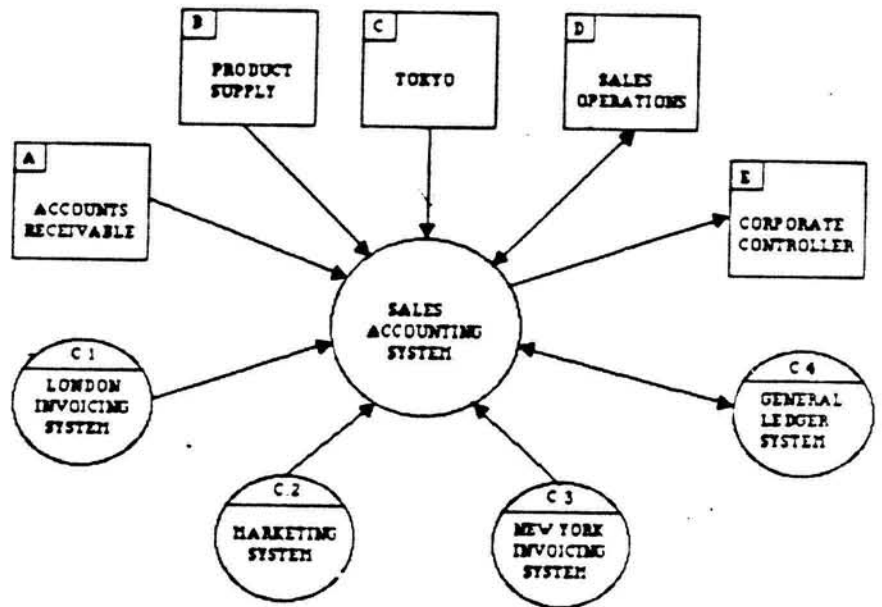 B
PRODUCT
SUPPLY
C
TOKYO
D
SALES
OPERATIONS
A
ACCOUNTS
RECEIVABLE
E
CORPORATE
CONTROLLER
SALES
ACCOUNTING
SYSTEM
C 1
LONDON
INVOICING
SYSTEM
C 4
GENERAL
LEDGER
SYSTEM
C 2
MARKETING
SYSTEM
C 3
NEW YORK
INVOICING
SYSTEM